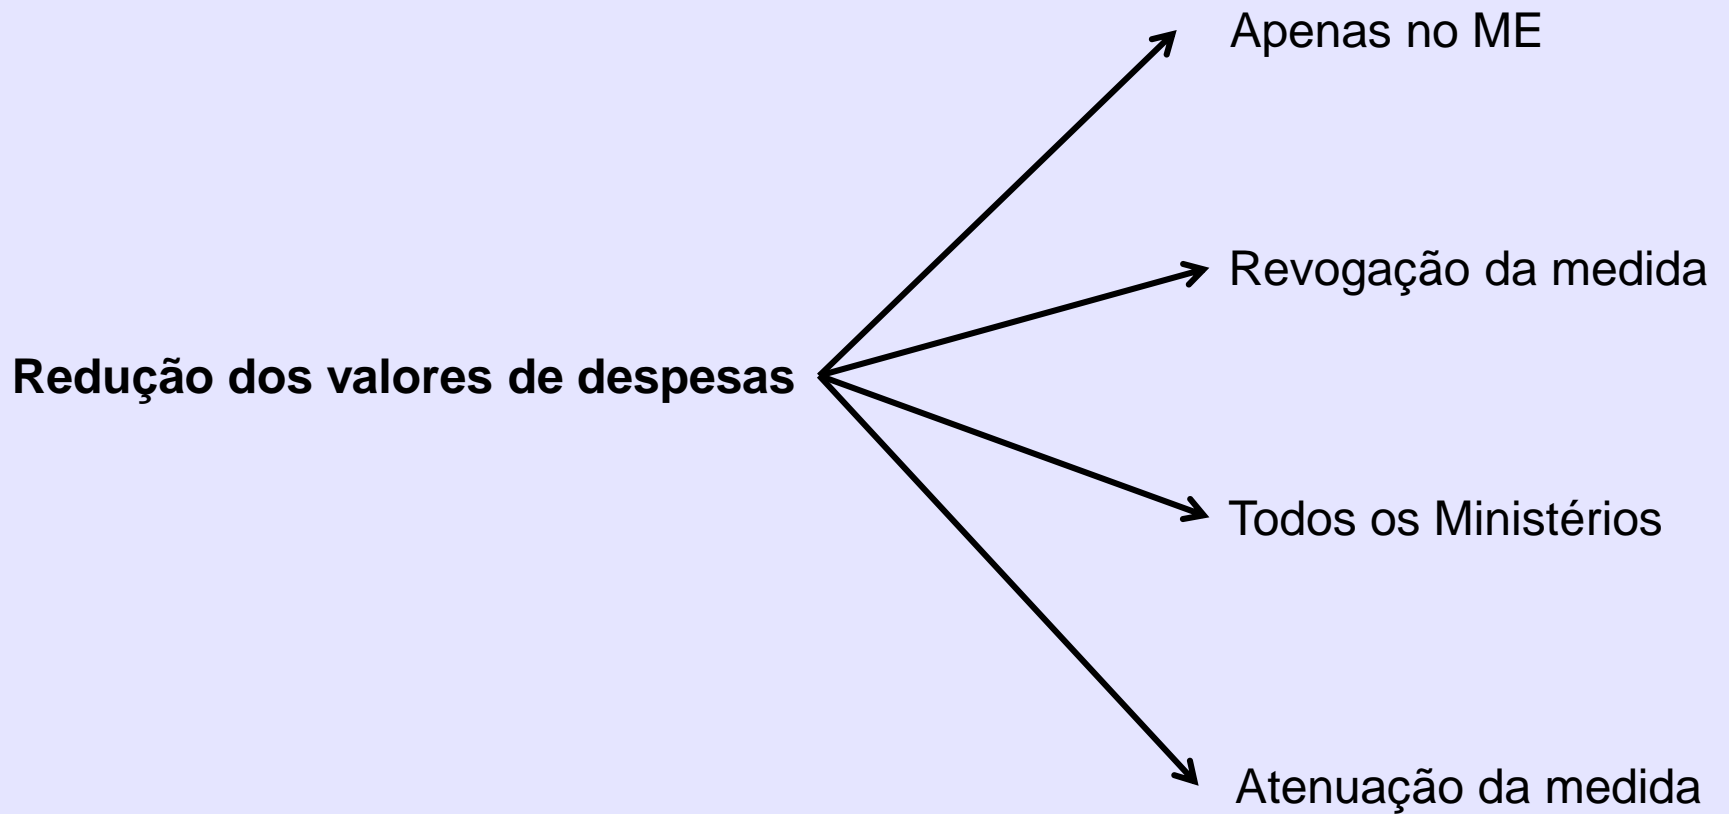 Apenas no ME
Revogação da medida
Redução dos valores de despesas
Todos os Ministérios
Atenuação da medida